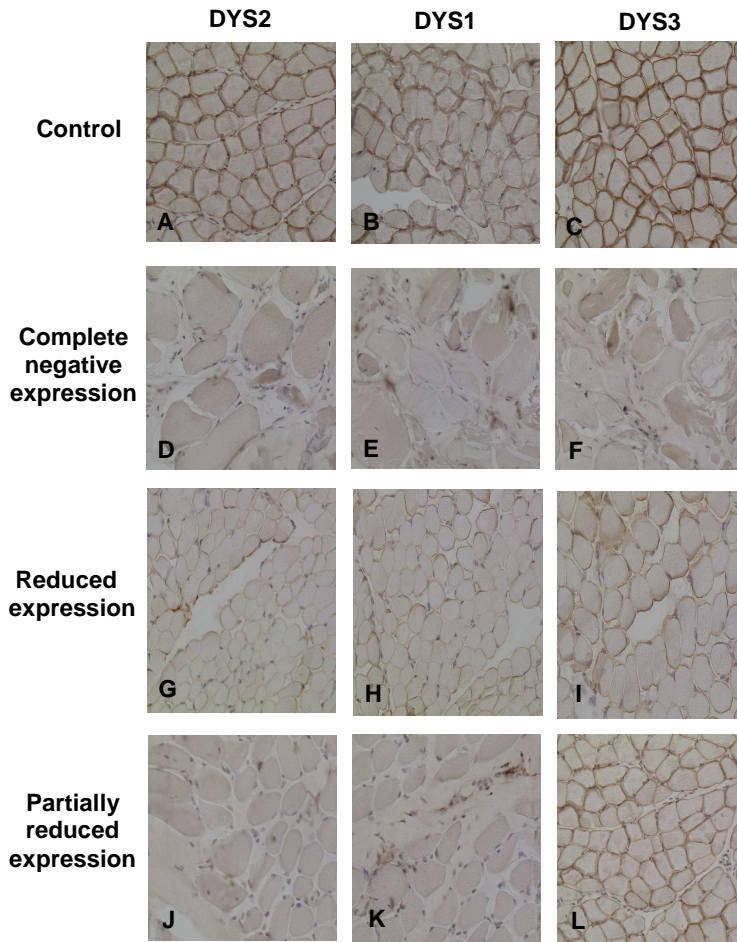 DYS2 DYS1 DYS3
Control
A B C
Complete
negative
expression
D E F
Reduced
expression
G H I
Partially
reduced
expression
J K L